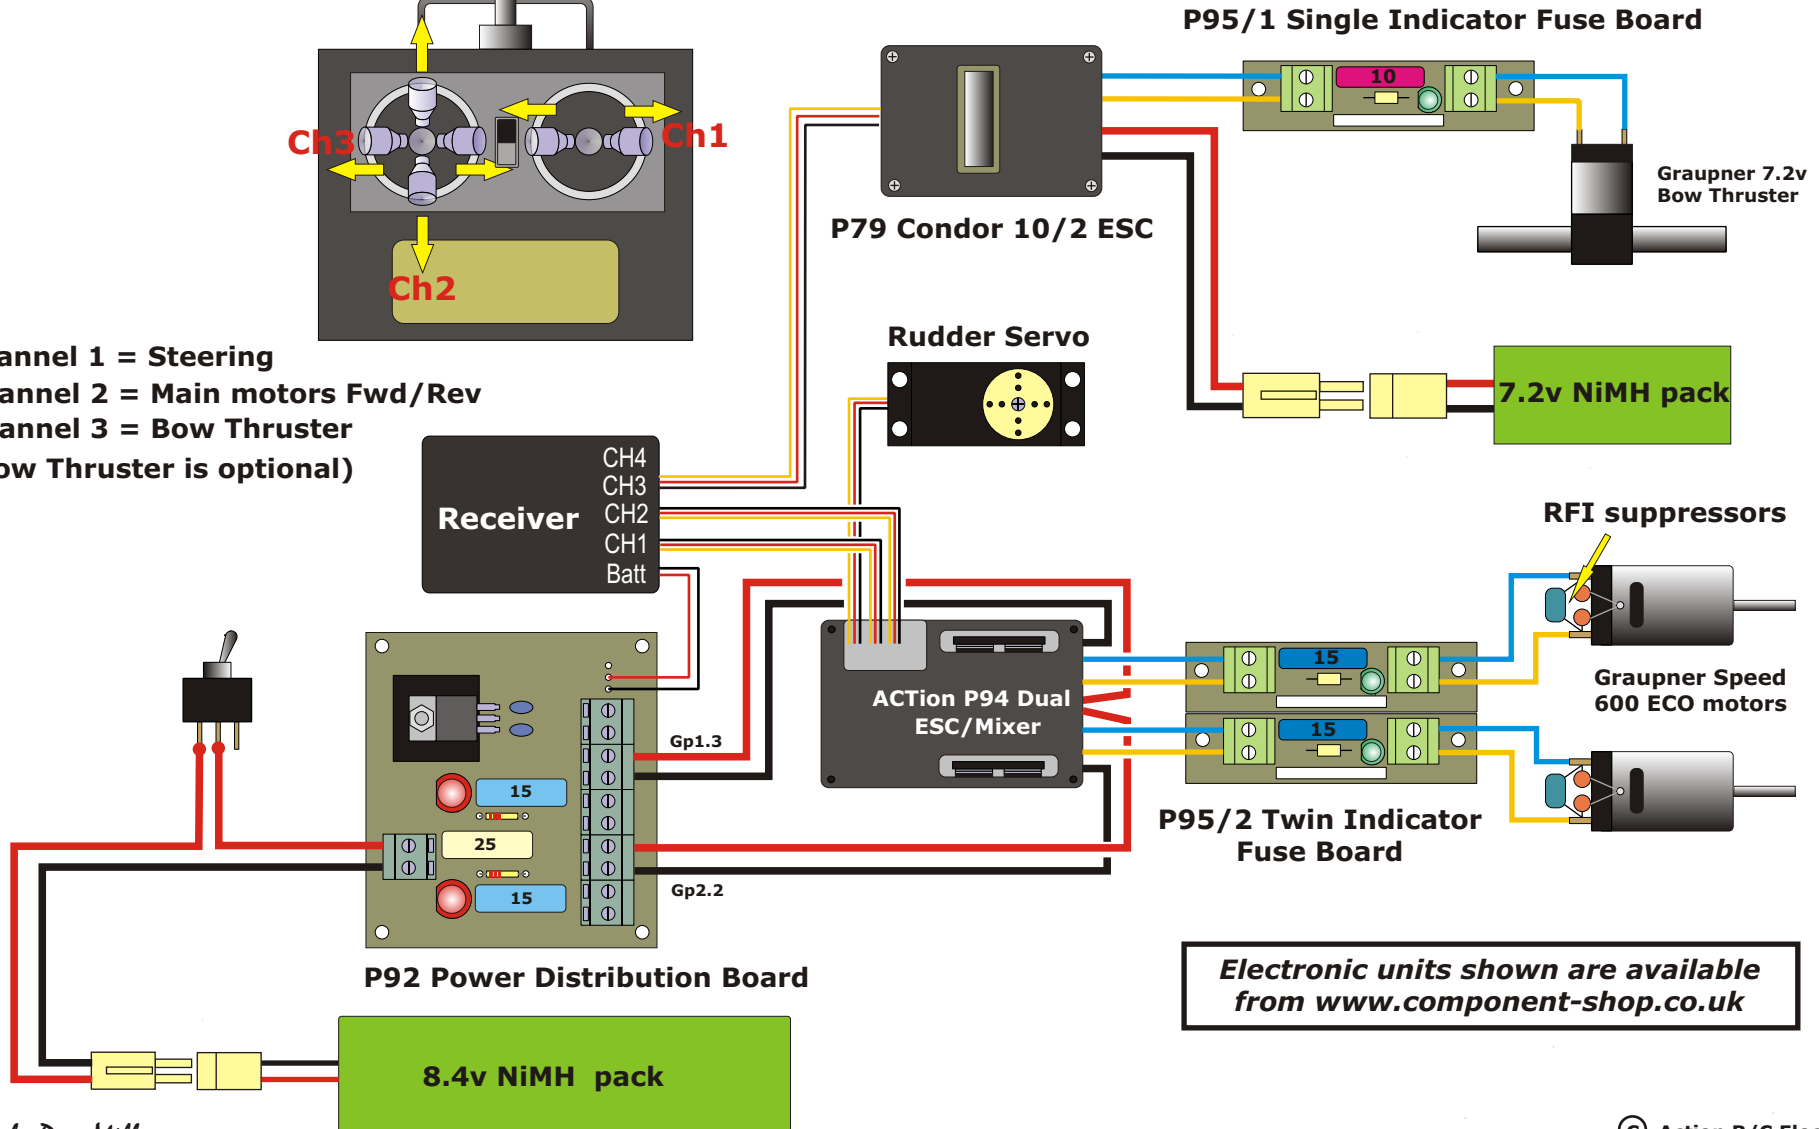 P95/1 Single Indicator Fuse Board
10
Ch3
Ch1
Ch2
Graupner 7.2v
Bow Thruster
P79 Condor 10/2 ESC
annel 1 = Steering
annel 2 = Main motors Fwd/Rev
annel 3 = Bow Thruster
ow Thruster is optional)
Rudder Servo
7.2v NiMH pack
Receiver
CH4
CH3
CH2
CH1
Batt
RFI suppressors
Graupner Speed
600 ECO motors
ACTion P94 Dual
ESC/Mixer
15
15
P95/2 Twin Indicator
Fuse Board
Gp1.3
15
25
15
Gp2.2
P92 Power Distribution Board
Electronic units shown are available
from www.component-shop.co.uk
8.4v NiMH pack